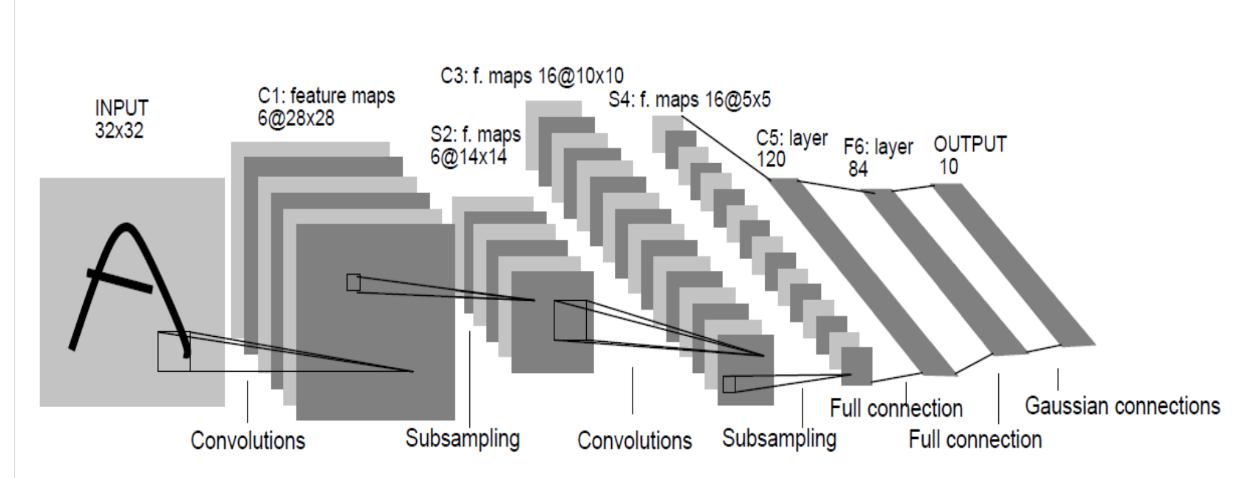 INPUT
32x32
C1: feature maps
6@28x28
S2: f. maps
6@14x14
C3: f. maps 16@10x10
S4: f. maps 16@5x5
C5: layer
120
F6: layer
84
OUTPUT
10
Convolutions
Subsampling
Convolutions
Subsampling
Full connection
Full connection
Gaussian connections